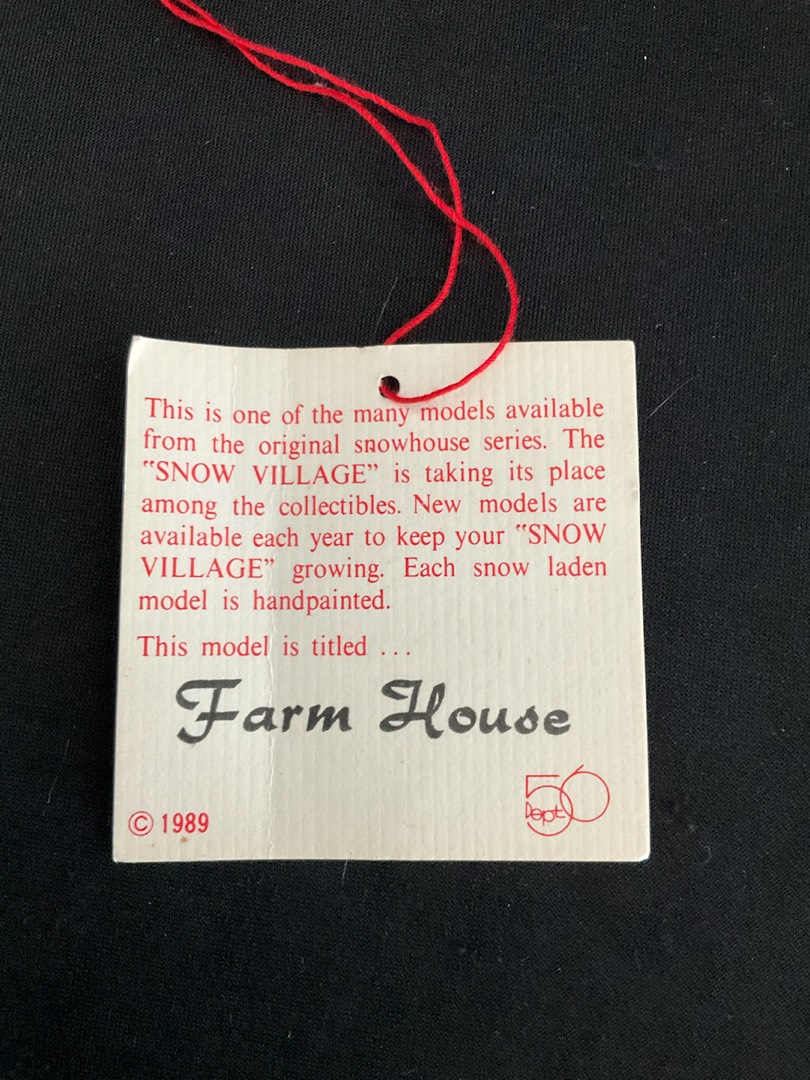 This is one of the many models available
from the original snowhouse series. The
"SNOW VILLAGE" is taking its place
among the collectibles. New models are
available each year to keep your "SNOW
VILLAGE" growing. Each snow laden
model is handpainted.
This model is titled ...
Farm House
© 1989
Dept 56